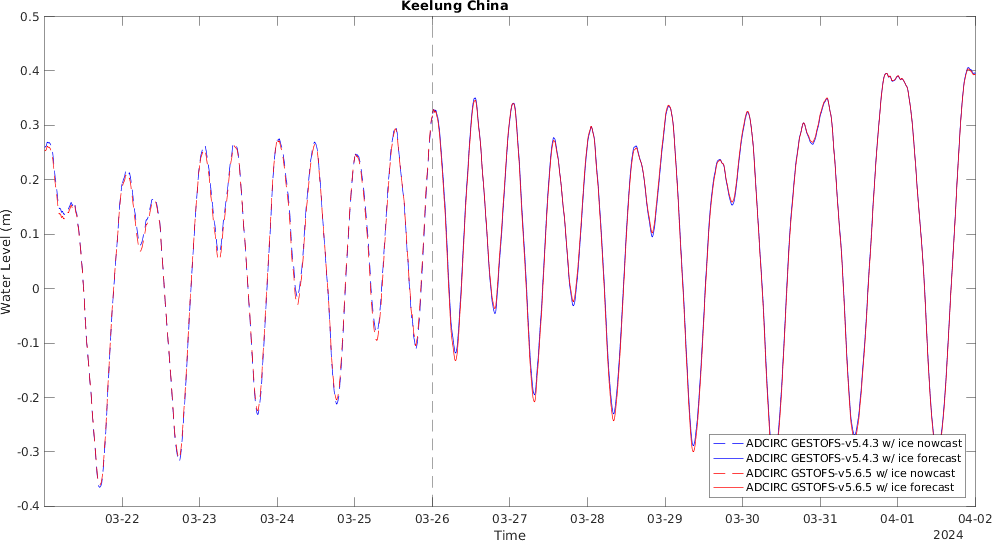 Keelung China
0.5
0.4
0.3
0.2
0.1
0
-0.1
-0.2
-0.3
-0.4
Water Level (m)
ADCIRC GESTOFS-v5.4.3 w/ ice nowcast
ADCIRC GESTOFS-v5.4.3 w/ ice forecast
ADCIRC GSTOFS-v5.6.5 w/ ice nowcast
ADCIRC GSTOFS-v5.6.5 w/ ice forecast
03-22 03-23 03-24 03-25 03-26 03-27 03-28 03-29 03-30 03-31 04-01 04-02
Time
2024